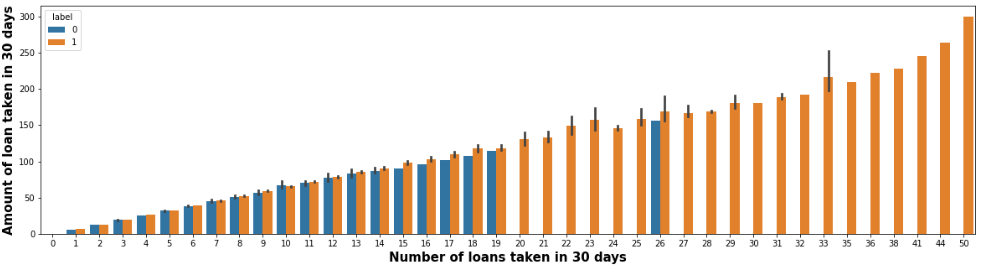 label
0
1
Amount of loan taken in 30 days
300
250
200
150
100
50
0
0 1 2 3 4 5 6 7 8 9 10 11 12 13 14 15 16 17 18 19 20 21 22 23 24 25 26 27 28 29 30 31 32 33 35 36 38 41 44 50
Number of loans taken in 30 days